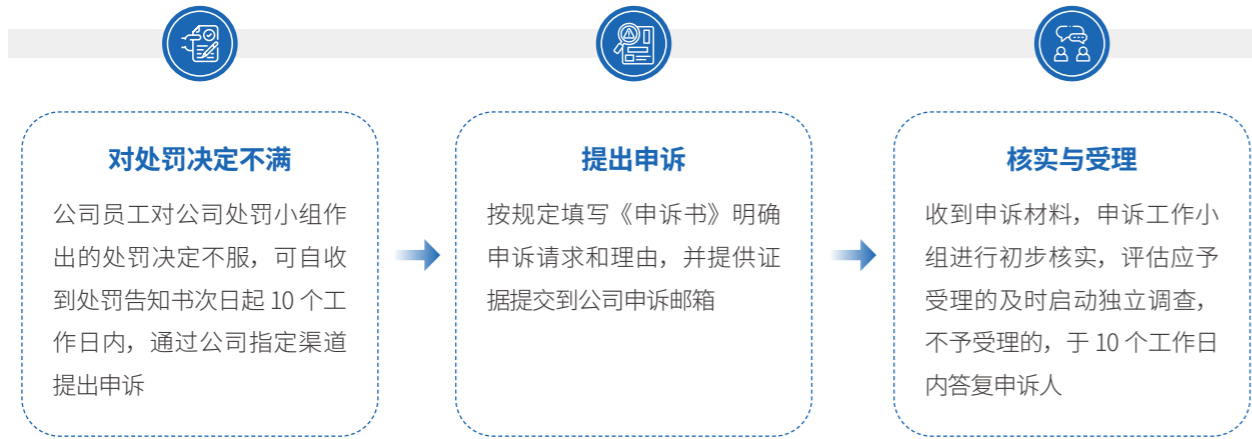 对处罚决定不满
公司员工对公司处罚小组作
出的处罚决定不服，可自收
到处罚告知书次日起 10 个工
作日内，通过公司指定渠道
提出申诉
提出申诉
按规定填写《申诉书》明确
申诉请求和理由，并提供证
据提交到公司申诉邮箱
核实与受理
收到申诉材料，申诉工作小
组进行初步核实，评估应予
受理的及时启动独立调查，
不予受理的，于 10 个工作日
内答复申诉人